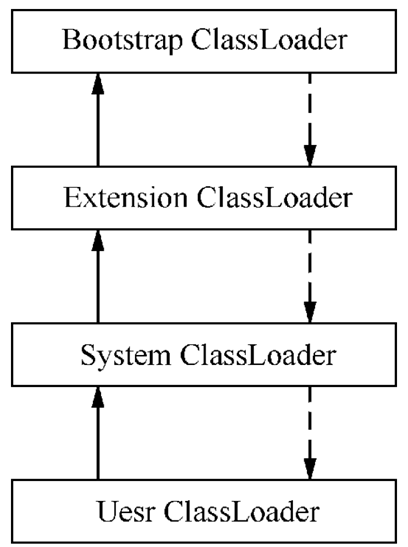 Bootstrap ClassLoader
Extension ClassLoader
System ClassLoader
Uesr ClassLoader